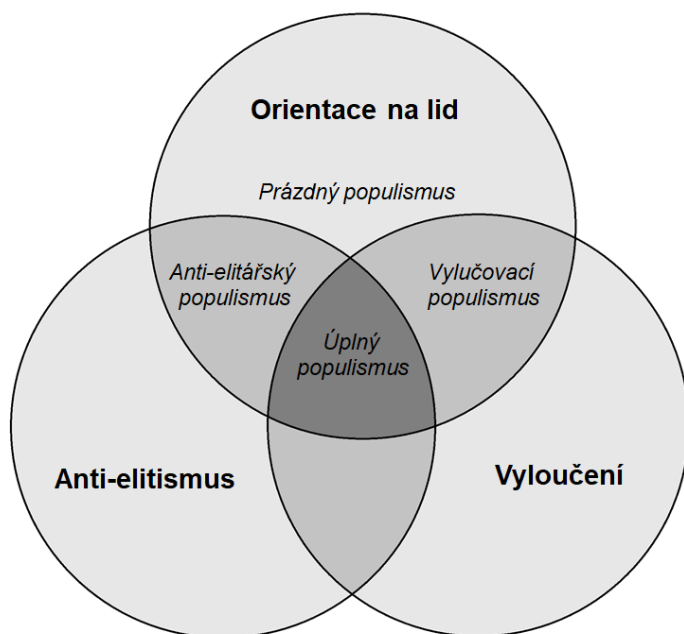 Orientace na lid
Prázdný populismus
Anti-elitářský
populismus
Vylučovací
populismus
Úplný
populismus
Anti-elitismus
Vyloučení